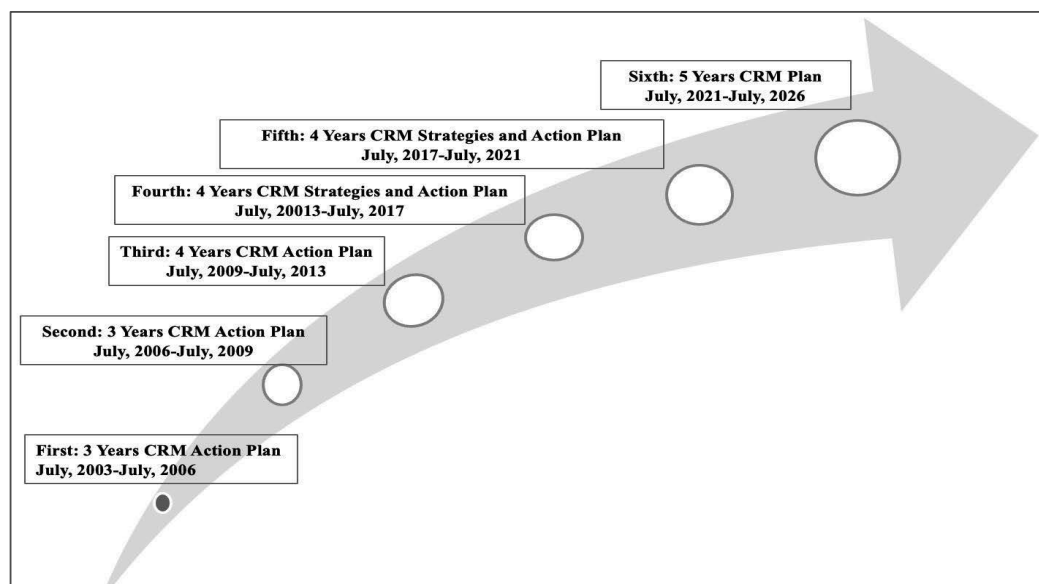 Sixth: 5 Years CRM Plan
July, 2021-July, 2026
Fifth: 4 Years CRM Strategies and Action Plan
July, 2017-July, 2021
Fourth: 4 Years CRM Strategies and Action Plan
July, 20013-July, 2017
Third: 4 Years CRM Action Plan
July, 2009-July, 2013
Second: 3 Years CRM Action Plan
July, 2006-July, 2009
First: 3 Years CRM Action Plan
July, 2003-July, 2006